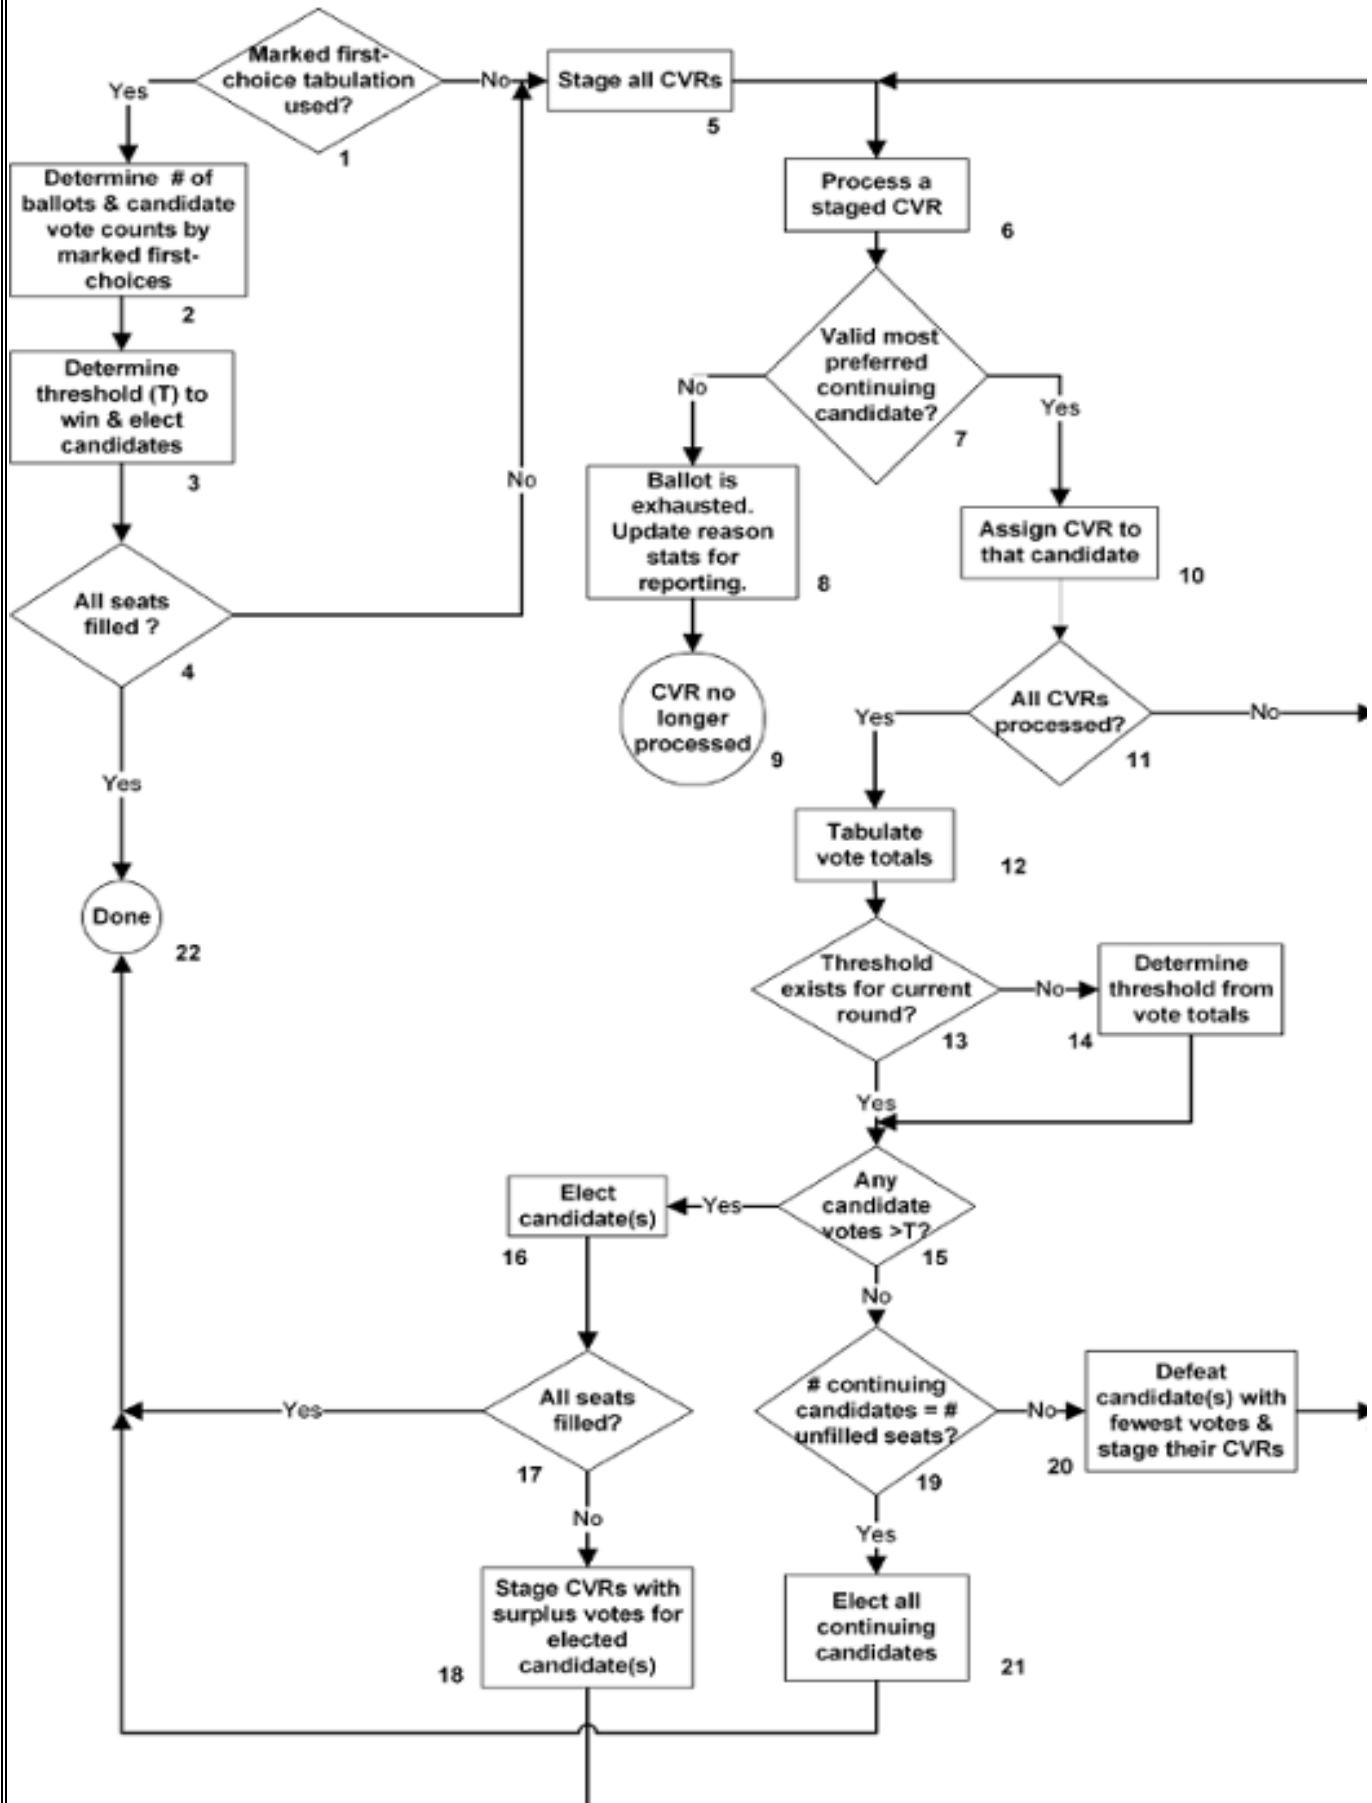 Marked first-
choice tabulation
used?
1
Yes
No
Stage all CVRs
5
Determine # of
ballots & candidate
vote counts by
marked first-
choices
2
Process a
staged CVR
6
Determine
threshold (T) to
win & elect
candidates
3
Valid most
preferred
continuing
candidate?
7
No
Yes
No
Ballot is
exhausted.
Update reason
stats for
reporting.
8
Assign CVR to
that candidate
10
All seats
filled ?
4
CVR no
longer
processed
9
All CVRs
processed?
11
Yes
No
Yes
Tabulate
vote totals
12
Done
22
Threshold
exists for current
round?
13
No
Determine
threshold from
vote totals
14
Yes
Any
candidate
votes >T?
15
Yes
Elect
candidate(s)
16
No
# continuing
candidates = #
unfilled seats?
19
No
Defeat
candidate(s) with
fewest votes &
stage their CVRs
20
All seats
filled?
17
Yes
No
Yes
Stage CVRs with
surplus votes for
elected
candidate(s)
18
Elect all
continuing
candidates
21